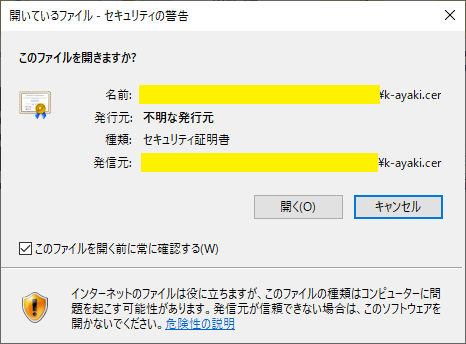 開いているファイル - セキュリティの警告
このファイルを開きますか?
名前: ¥k-ayaki.cer
発行元: 不明な発行元
種類: セキュリティ証明書
発信元: ¥k-ayaki.cer
開く(O) キャンセル
このファイルを開く前に常に確認する(W)
インターネットのファイルは役に立ちますが、このファイルの種類はコンピューターに問
題を起こす可能性があります。発信元が信頼できない場合は、このソフトウェアを
開かないでください。危険性の説明